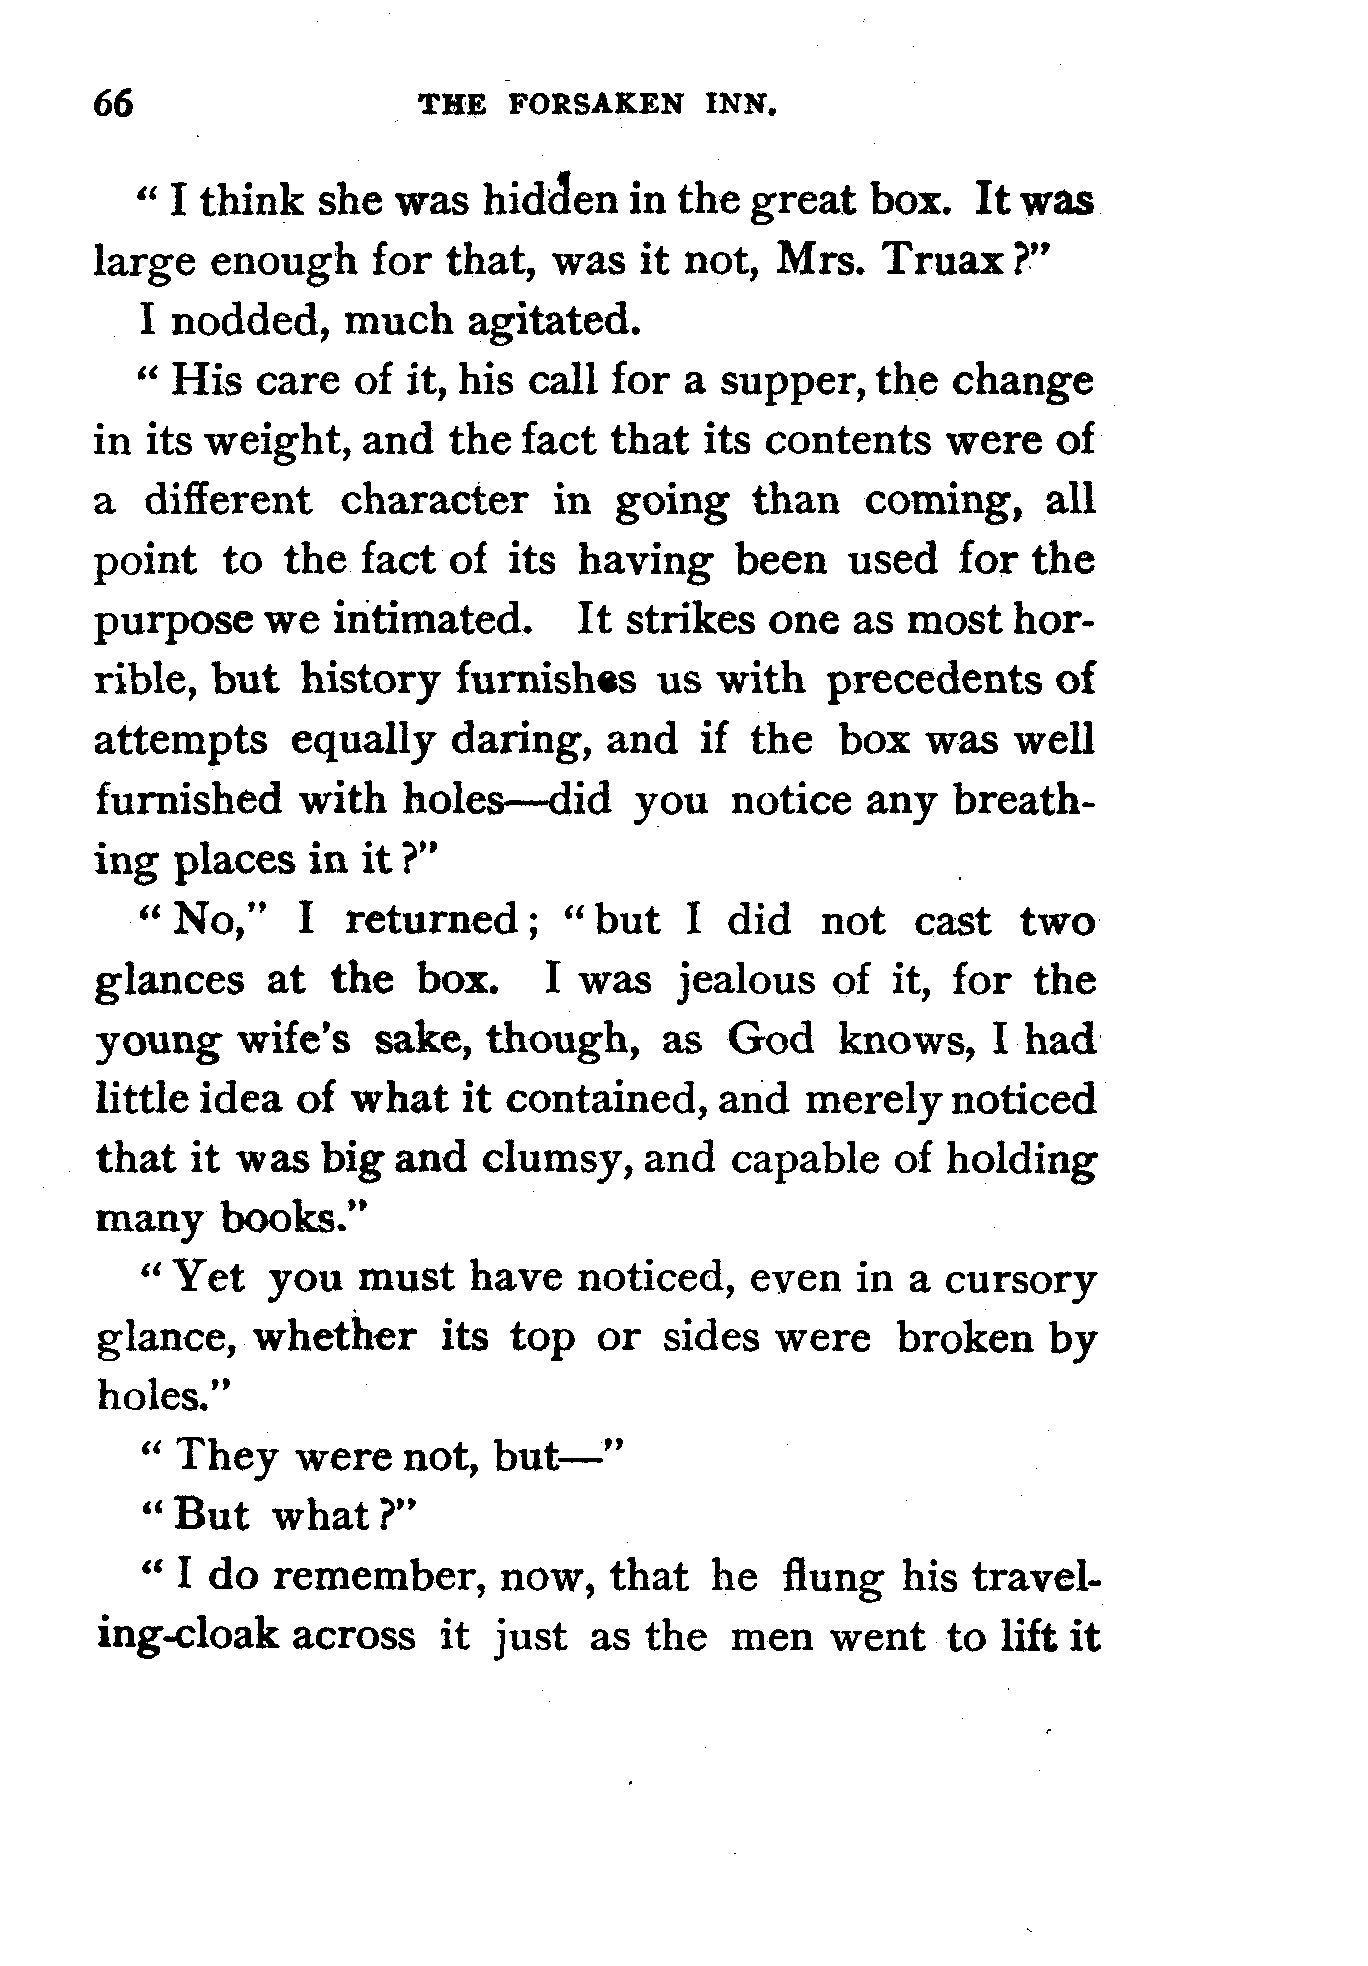 66 THE FORSAKEN INN.
" I think she was hidden in the great box. It was
large enough for that, was it not, Mrs. Truax?"
I nodded, much agitated.
" His care of it, his call for a supper, the change
in its weight, and the fact that its contents were of
a different character in going than coming, all
point to the fact of its having been used for the
purpose we intimated. It strikes one as most hor-
rible, but history furnishes us with precedents of
attempts equally daring, and if the box was well
furnished with holes—did you notice any breath-
ing places in it?"
" No," I returned; "but I did not cast two
glances at the box. I was jealous of it, for the
young wife's sake, though, as God knows, I had
little idea of what it contained, and merely noticed
that it was big and clumsy, and capable of holding
many books."
" Yet you must have noticed, even in a cursory
glance, whether its top or sides were broken by
holes."
" They were not, but—"
" But what?"
" I do remember, now, that he flung his travel-
ing-cloak across it just as the men went to lift it